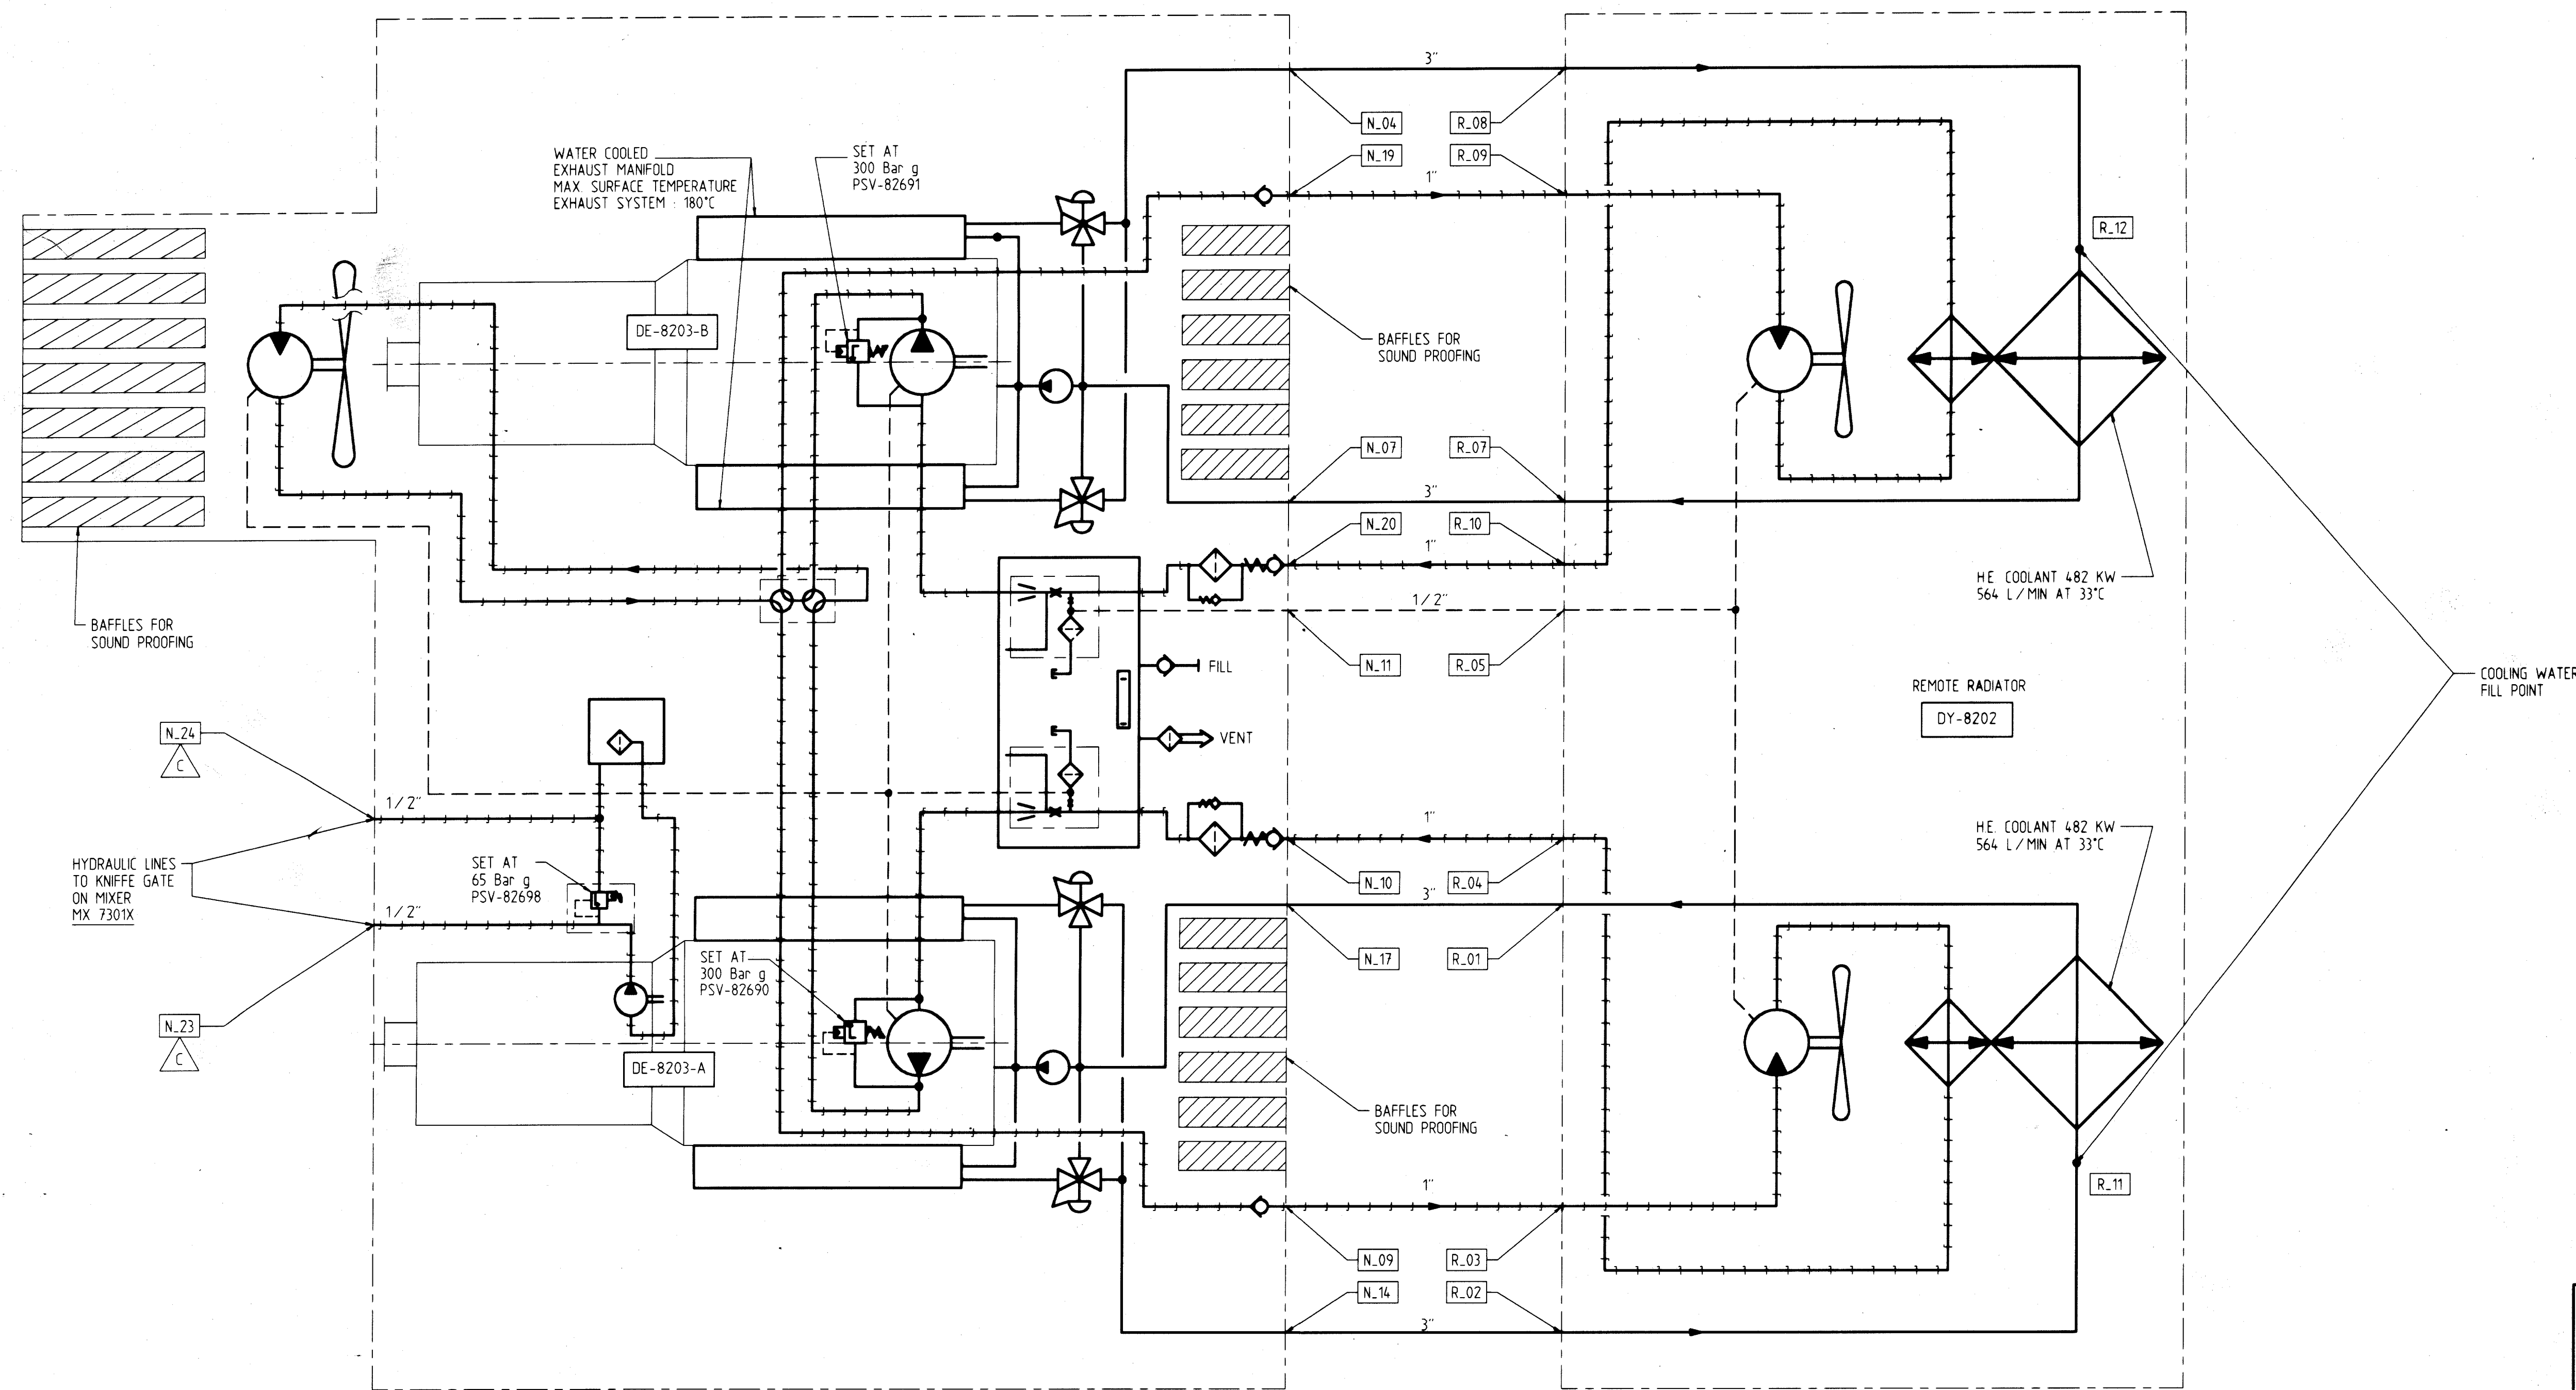 3"
N_04
R_08
N_19
R_09
1"
WATER COOLED
EXHAUST MANIFOLD
MAX. SURFACE TEMPERATURE
EXHAUST SYSTEM : 180°C
SET AT
300 Bar g
PSV-82691
R_12
DE-8203-B
BAFFLES FOR
SOUND PROOFING
N_07
R_07
3"
N_20
R_10
1"
H.E. COOLANT 482 KW
564 L/MIN AT 33°C
1/2"
BAFFLES FOR
SOUND PROOFING
N_11
R_05
FILL
COOLING WATER
FILL POINT
REMOTE RADIATOR
DY-8202
N_24
C
VENT
1/2"
1"
H.E. COOLANT 482 KW
564 L/MIN AT 33°C
HYDRAULIC LINES
TO KNIFFE GATE
ON MIXER
MX 7301X
SET AT
65 Bar g
PSV-82698
N_10
R_04
3"
1/2"
N_17
R_01
SET AT
300 Bar g
PSV-82690
N_23
C
DE-8203-A
BAFFLES FOR
SOUND PROOFING
1"
R_11
N_09
R_03
N_14
R_02
3"